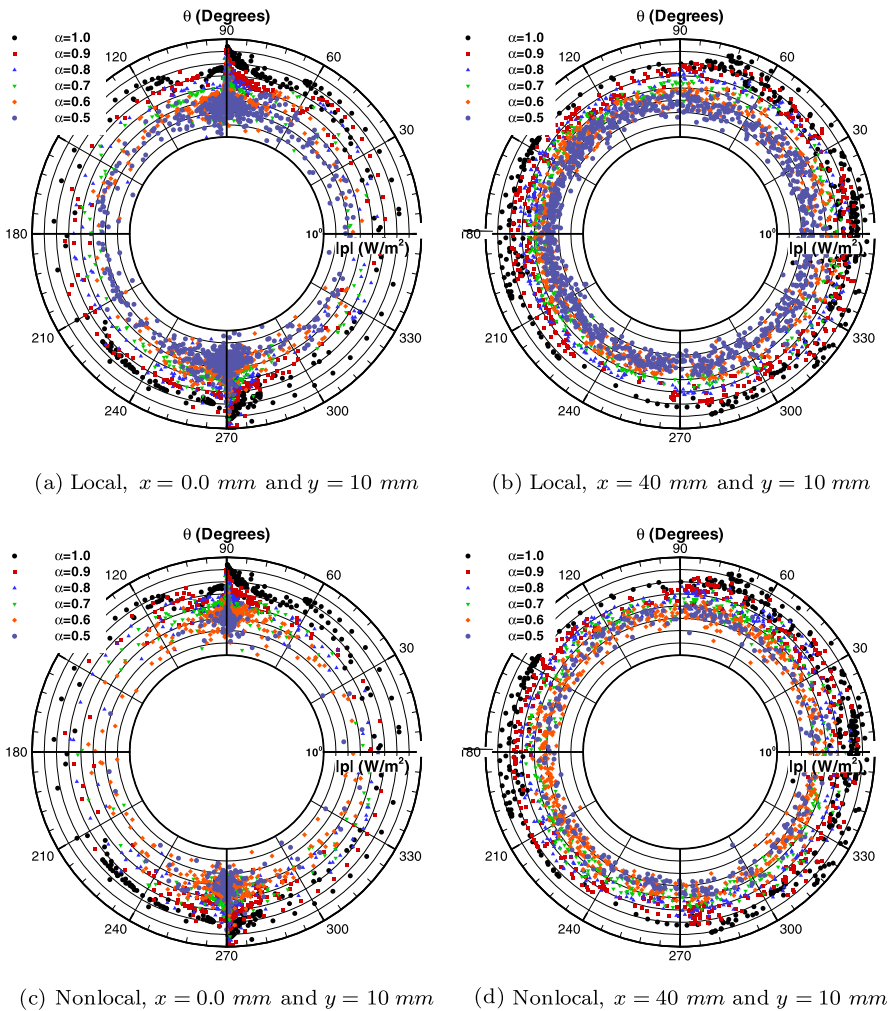 θ (Degrees)
90
α=1.0
α=0.9
α=0.8
α=0.7
α=0.6
α=0.5
120
60
30
180
10⁰
|p| (W/m²
210
330
240
300
270
(a) Local, x = 0.0 mm and y = 10 mm
θ (Degrees)
90
α=1.0
α=0.9
α=0.8
α=0.7
α=0.6
α=0.5
60
30
180
10⁰
|p| (W/m²
210
330
240
300
270
(b) Local, x = 40 mm and y = 10 mm
θ (Degrees)
90
α=1.0
α=0.9
α=0.8
α=0.7
α=0.6
α=0.5
120
60
30
180
10⁰
|p| (W/m²
210
330
240
300
270
(c) Nonlocal, x = 0.0 mm and y = 10 mm
θ (Degrees)
90
α=1.0
α=0.9
α=0.8
α=0.7
α=0.6
α=0.5
120
60
30
180
10⁰
|p| (W/m²
210
330
240
300
270
(d) Nonlocal, x = 40 mm and y = 10 mm